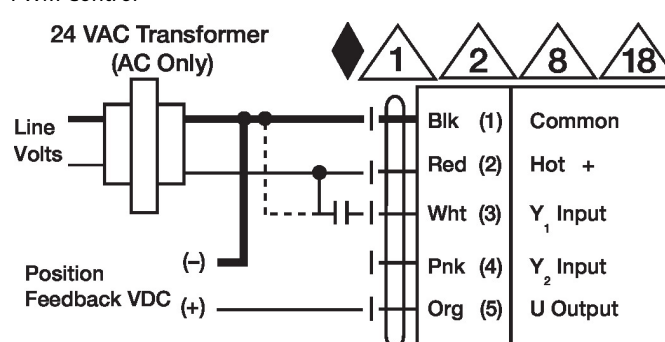 24 VAC Transformer
(AC Only)
1 2 8 18
Line
Volts
Blk (1) Common
Red (2) Hot +
Wht (3) Y1 Input
Pnk (4) Y2 Input
Org (5) U Output
Position
Feedback VDC
(−)
(+)